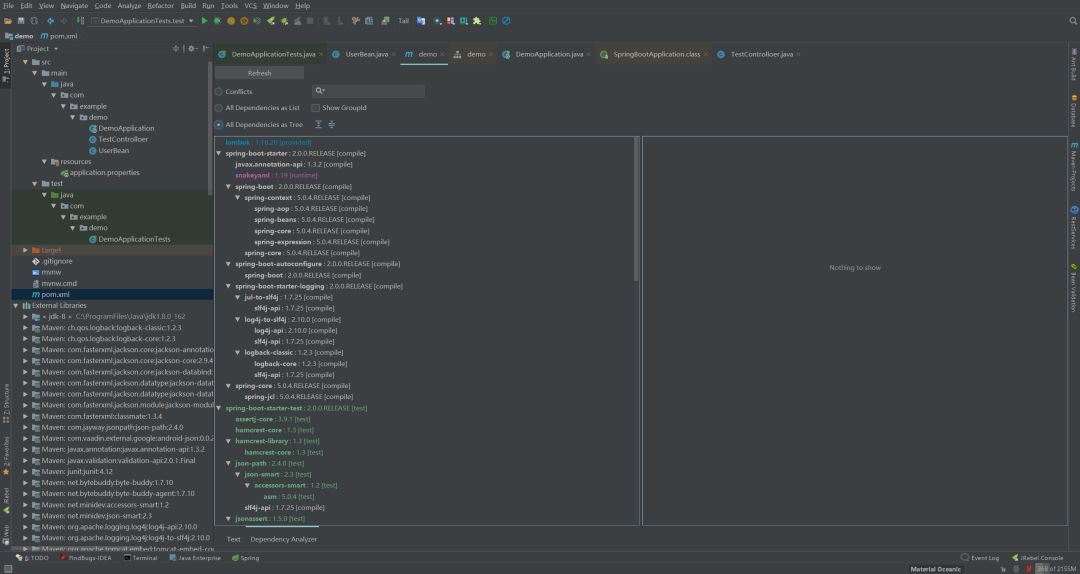 File Edit View Navigate Code Analyze Refactor Build Run Tools VCS Window Help
DemoApplicationTests.test
Tail
demo pom.xml
Project
DemoApplicationTests.java
UserBean.java
demo
demo
DemoApplication.java
SpringBootApplication.class
TestControlloer.java
1: Project
src
main
java
com
example
demo
DemoApplication
TestControlloer
UserBean
resources
application.properties
test
java
com
example
demo
DemoApplicationTests
target
.gitignore
mvnw
mvnw.cmd
pom.xml
External Libraries
< jdk-8 > C:\ProgramFiles\Java\jdk1.8.0_162
Maven: ch.qos.logback:logback-classic:1.2.3
Maven: ch.qos.logback:logback-core:1.2.3
Maven: com.fasterxml.jackson.core:jackson-annotatio
Maven: com.fasterxml.jackson.core:jackson-core:2.9.4
Maven: com.fasterxml.jackson.core:jackson-databind:
Maven: com.fasterxml.jackson.datatype:jackson-datat
Maven: com.fasterxml.jackson.datatype:jackson-datat
Maven: com.fasterxml.jackson.module:jackson-modul
Maven: com.fasterxml:classmate:1.3.4
Maven: com.jayway.jsonpath:json-path:2.4.0
Maven: com.vaadin.external.google:android-json:0.0.2
Maven: javax.annotation:javax.annotation-api:1.3.2
Maven: javax.validation:validation-api:2.0.1.Final
Maven: junit:junit:4.12
Maven: net.bytebuddy:byte-buddy:1.7.10
Maven: net.bytebuddy:byte-buddy-agent:1.7.10
Maven: net.minidev:accessors-smart:1.2
Maven: net.minidev:json-smart:2.3
Maven: org.apache.logging.log4j:log4j-api:2.10.0
Maven: org.apache.logging.log4j:log4j-to-slf4j:2.10.0
Maven: org.apache.tomcat.embed:tomcat-embed-cor
Z: Structure
2: Favorites
JRebel
Web
Refresh
Conflicts
All Dependencies as List
Show GroupId
All Dependencies as Tree
lombok : 1.16.20 [provided]
spring-boot-starter : 2.0.0.RELEASE [compile]
javax.annotation-api : 1.3.2 [compile]
snakeyaml : 1.19 [runtime]
spring-boot : 2.0.0.RELEASE [compile]
spring-context : 5.0.4.RELEASE [compile]
spring-aop : 5.0.4.RELEASE [compile]
spring-beans : 5.0.4.RELEASE [compile]
spring-core : 5.0.4.RELEASE [compile]
spring-expression : 5.0.4.RELEASE [compile]
spring-core : 5.0.4.RELEASE [compile]
spring-boot-autoconfigure : 2.0.0.RELEASE [compile]
spring-boot : 2.0.0.RELEASE [compile]
spring-boot-starter-logging : 2.0.0.RELEASE [compile]
jul-to-slf4j : 1.7.25 [compile]
slf4j-api : 1.7.25 [compile]
log4j-to-slf4j : 2.10.0 [compile]
log4j-api : 2.10.0 [compile]
slf4j-api : 1.7.25 [compile]
logback-classic : 1.2.3 [compile]
logback-core : 1.2.3 [compile]
slf4j-api : 1.7.25 [compile]
spring-core : 5.0.4.RELEASE [compile]
spring-jcl : 5.0.4.RELEASE [compile]
spring-boot-starter-test : 2.0.0.RELEASE [test]
assertj-core : 3.9.1 [test]
hamcrest-core : 1.3 [test]
hamcrest-library : 1.3 [test]
hamcrest-core : 1.3 [test]
json-path : 2.4.0 [test]
json-smart : 2.3 [test]
accessors-smart : 1.2 [test]
asm : 5.0.4 [test]
slf4j-api : 1.7.25 [compile]
jsonassert : 1.5.0 [test]
Nothing to show
Ant Build
Database
Maven Projects
RestServices
Bean Validation
Text
Dependency Analyzer
6: TODO
FindBugs-IDEA
Terminal
Java Enterprise
Spring
Event Log
JRebel Console
Material Oceanic
of 2155M